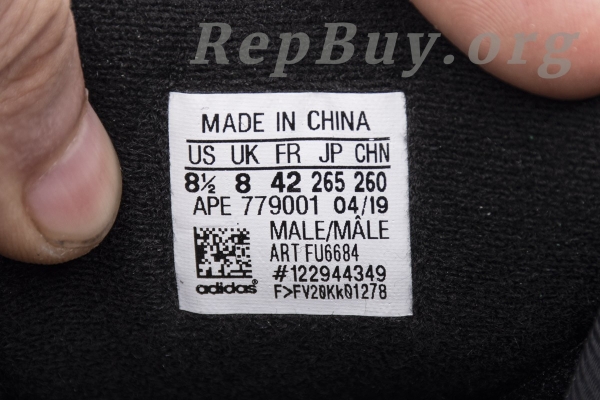 RepBuy.org
MADE IN CHINA
US UK FR JP CHN
8½ 8 42 265 260
APE 779001 04/19
MALE/MÂLE
ART FU6684
#122944349
adidas F>FV20Kk01278